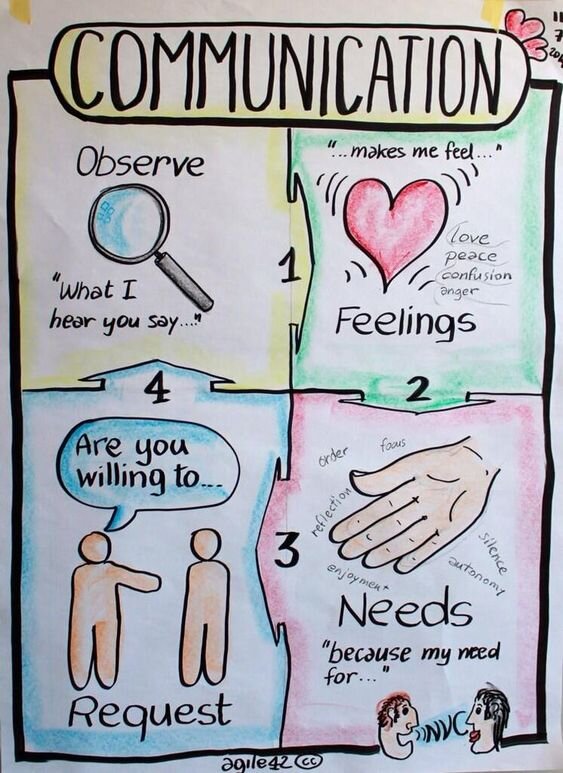 COMMUNICATION
11
7
Observe
"What I
hear you say...."
1
"... makes me feel..."
love
peace
confusion
anger
Feelings
2
order
focus
reflection
silence
autonomy
enjoyment
Needs
"because my need
for..."
3
Are you
willing to...
Request
4
NVC
agile42 cc